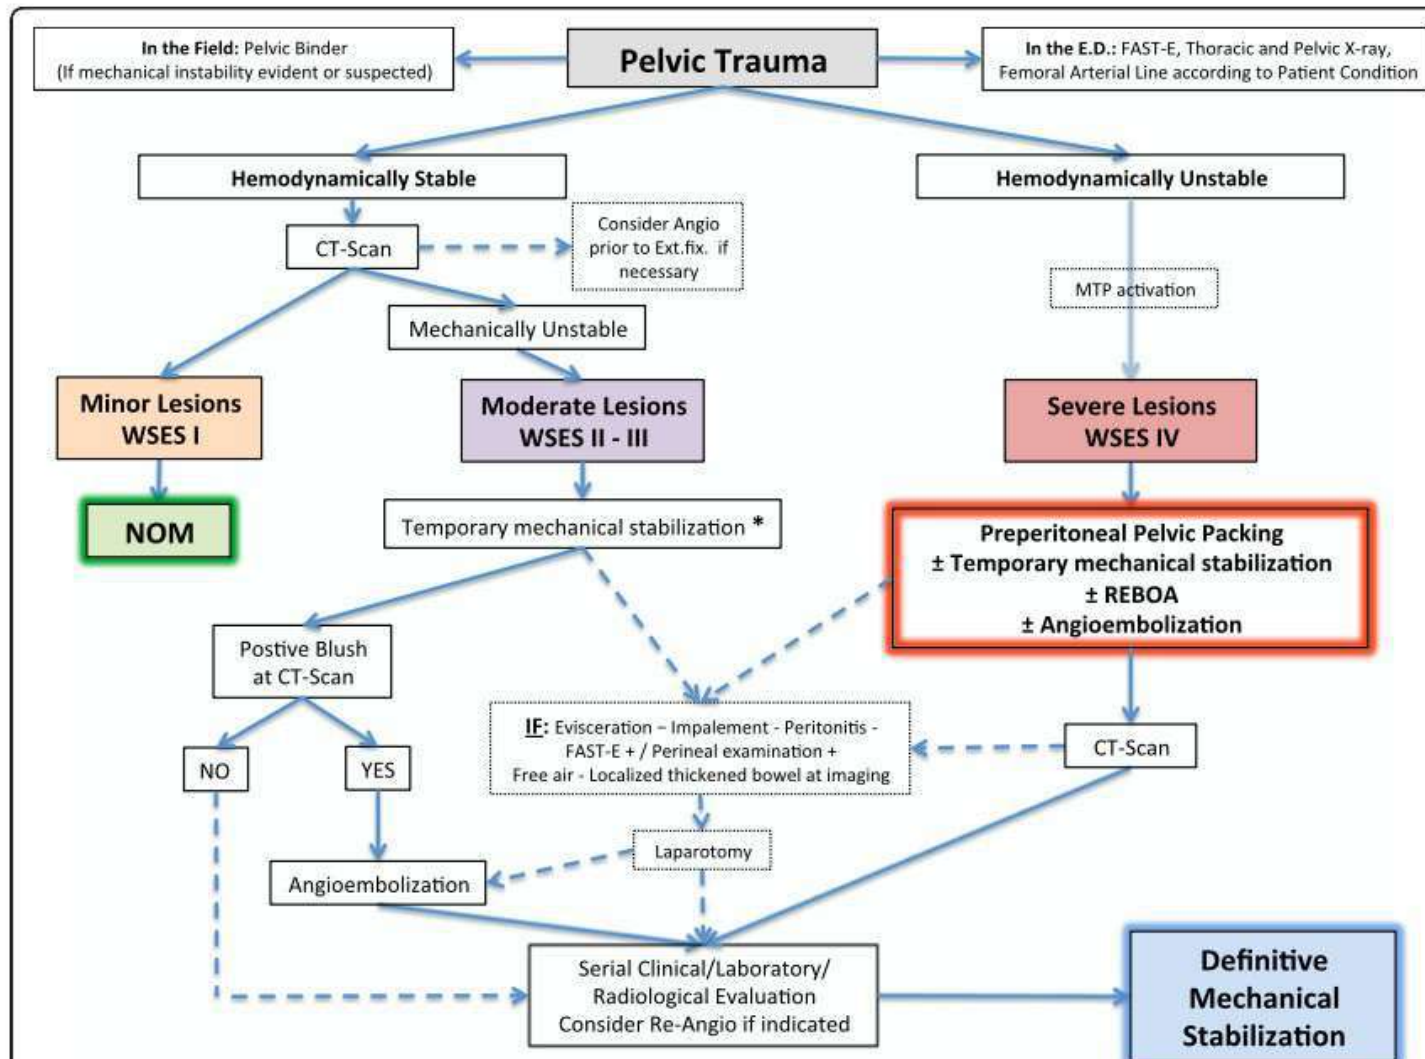 In the Field: Pelvic Binder
(If mechanical instability evident or suspected)
Pelvic Trauma
In the E.D.: FAST-E, Thoracic and Pelvic X-ray,
Femoral Arterial Line according to Patient Condition
Hemodynamically Stable
Hemodynamically Unstable
CT-Scan
Consider Angio
prior to Ext.fix. if
necessary
MTP activation
Mechanically Unstable
Minor Lesions
WSES I
Moderate Lesions
WSES II - III
Severe Lesions
WSES IV
NOM
Temporary mechanical stabilization *
Preperitoneal Pelvic Packing
± Temporary mechanical stabilization
± REBOA
± Angioembolization
Postive Blush
at CT-Scan
IF: Evisceration – Impalement - Peritonitis -
FAST-E + / Perineal examination +
Free air - Localized thickened bowel at imaging
CT-Scan
NO
YES
Laparotomy
Angioembolization
Serial Clinical/Laboratory/
Radiological Evaluation
Consider Re-Angio if indicated
Definitive
Mechanical
Stabilization